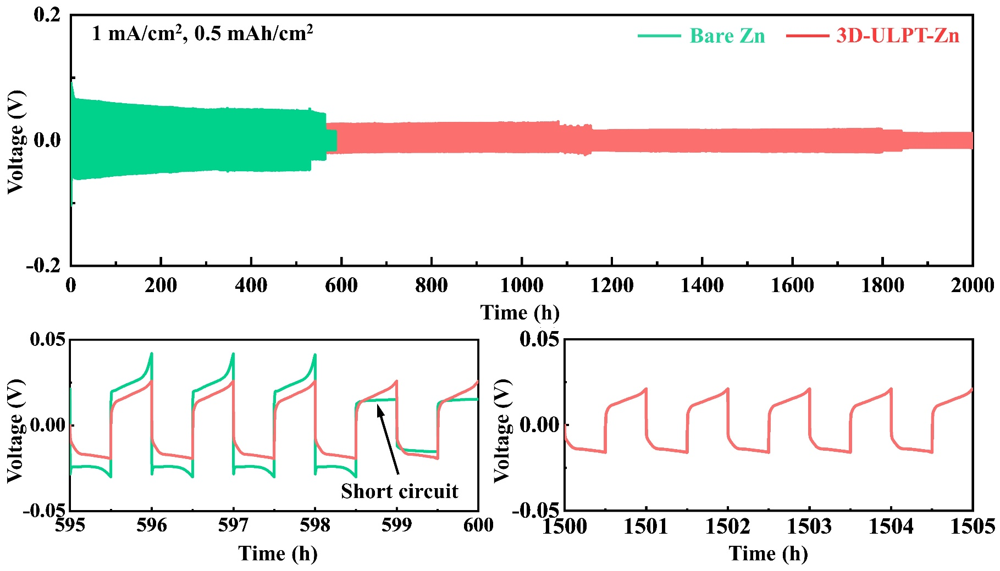 0.2
1 mA/cm², 0.5 mAh/cm²
Bare Zn
3D-ULPT-Zn
Voltage (V)
0.0
-0.2
0 200 400 600 800 1000 1200 1400 1600 1800 2000
Time (h)
0.05
Voltage (V)
0.00
Short circuit
-0.05
595 596 597 598 599 600
Time (h)
0.05
Voltage (V)
0.00
-0.05
1500 1501 1502 1503 1504 1505
Time (h)